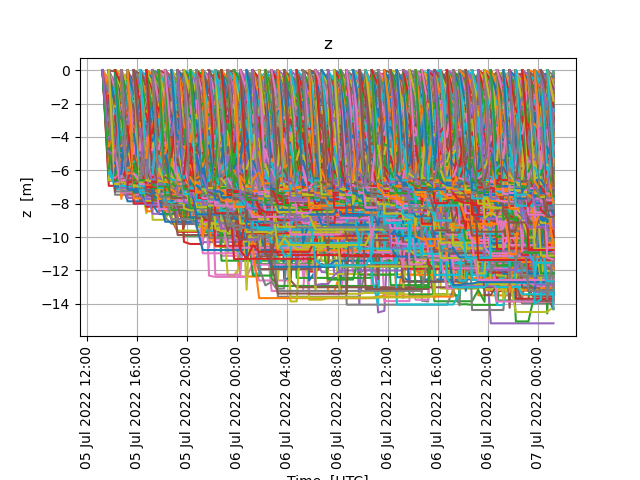 z
0
−2
−4
−6
−8
−10
−12
−14
z [m]
05 Jul 2022 12:00
05 Jul 2022 16:00
05 Jul 2022 20:00
06 Jul 2022 00:00
06 Jul 2022 04:00
06 Jul 2022 08:00
06 Jul 2022 12:00
06 Jul 2022 16:00
06 Jul 2022 20:00
07 Jul 2022 00:00
Time [UTC]